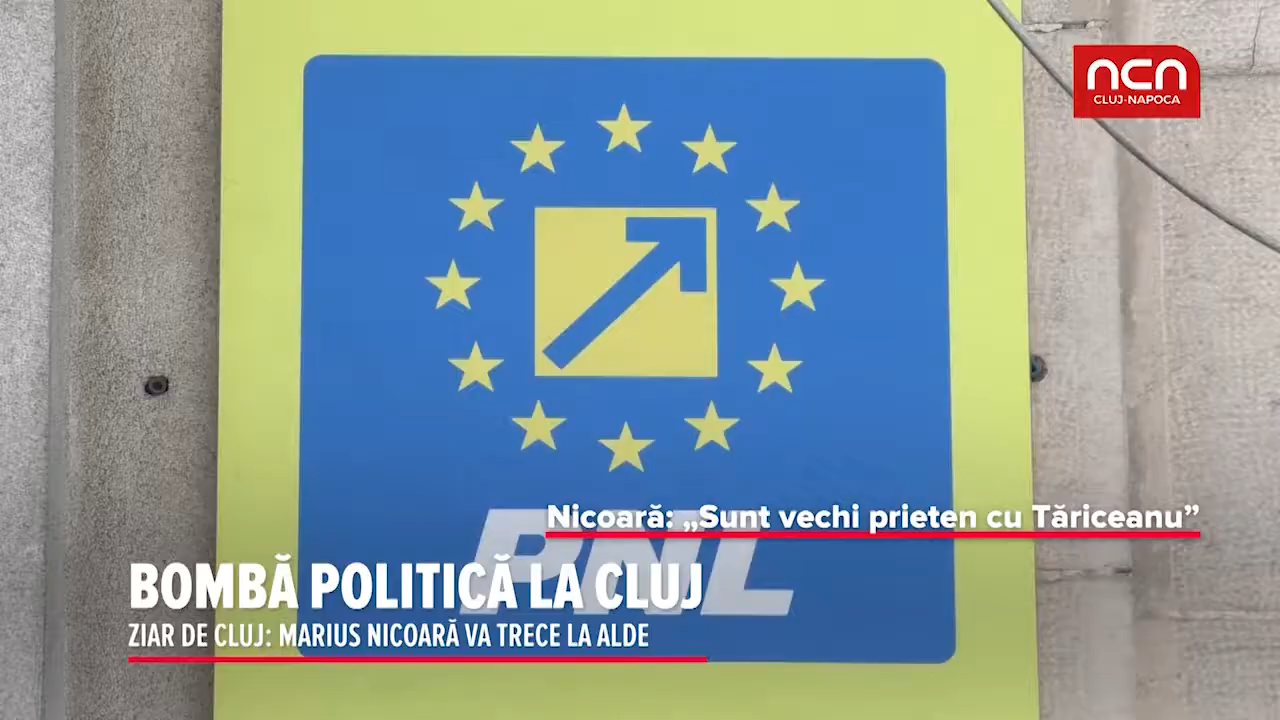 ncn
CLUJ-NAPOCA
PNL
Nicoară: „Sunt vechi prieten cu Tăriceanu”
BOMBĂ POLITICĂ LA CLUJ
ZIAR DE CLUJ: MARIUS NICOARĂ VA TRECE LA ALDE